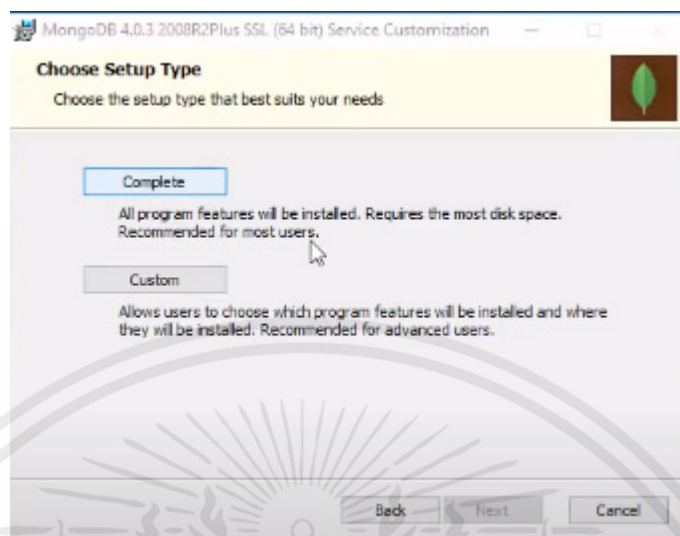 MongoDB 4.0.3 2008R2Plus SSL (64 bit) Service Customization
Choose Setup Type
Choose the setup type that best suits your needs
Complete
All program features will be installed. Requires the most disk space.
Recommended for most users.
Custom
Allows users to choose which program features will be installed and where
they will be installed. Recommended for advanced users.
Back Next Cancel